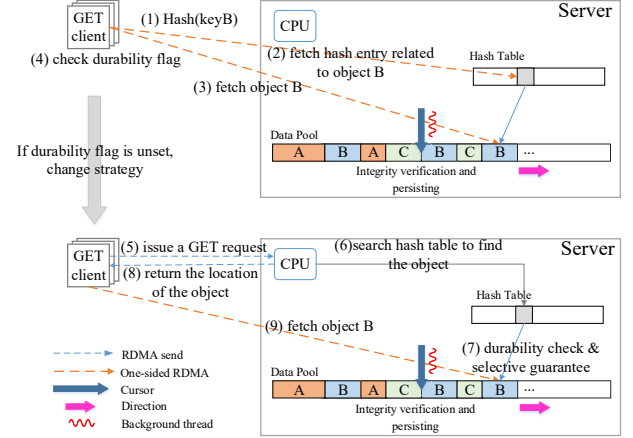 Server
GET
client
(1) Hash(keyB)
CPU
(2) fetch hash entry related
to object B
Hash Table
(4) check durability flag
(3) fetch object B
Data Pool
A B A C B C B ...
Integrity verification and
persisting
If durability flag is unset,
change strategy
Server
GET
client
(5) issue a GET request
CPU
(6)search hash table to find
the object
(8) return the location
of the object
Hash Table
(9) fetch object B
(7) durability check &
selective guarantee
RDMA send
One-sided RDMA
Cursor
Direction
Background thread
Data Pool
A B A C B C B ...
Integrity verification and
persisting